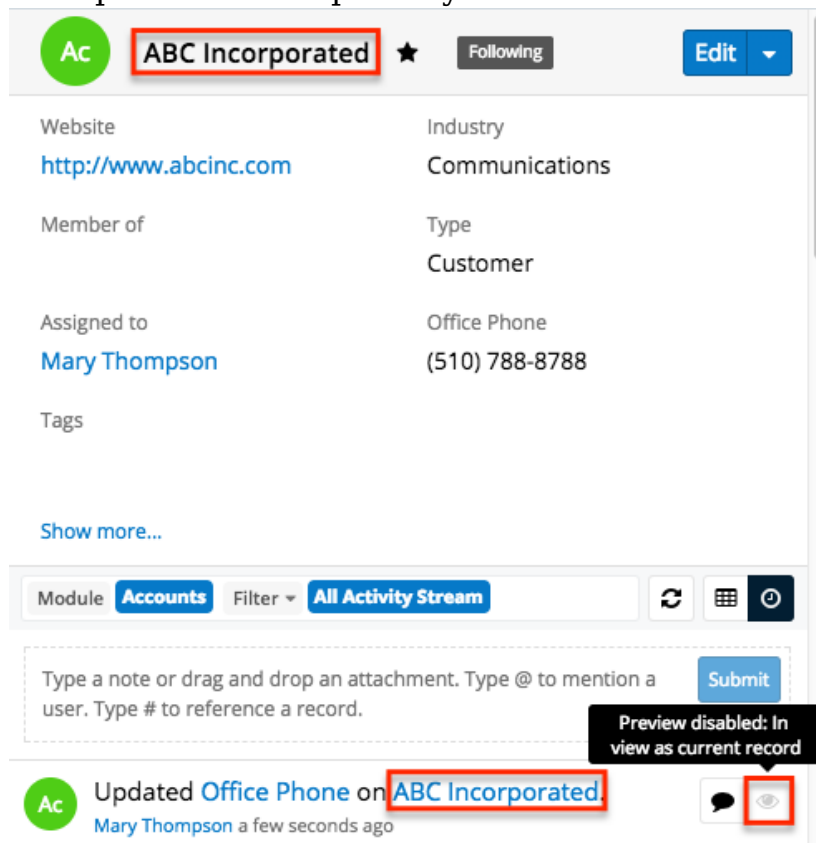 Ac ABC Incorporated Following Edit
Website Industry
http://www.abcinc.com Communications
Member of Type
Customer
Assigned to Office Phone
Mary Thompson (510) 788-8788
Tags
Show more...
Module Accounts Filter All Activity Stream
Type a note or drag and drop an attachment. Type @ to mention a
user. Type # to reference a record.
Submit
Preview disabled: In
view as current record
Ac Updated Office Phone on ABC Incorporated.
Mary Thompson a few seconds ago